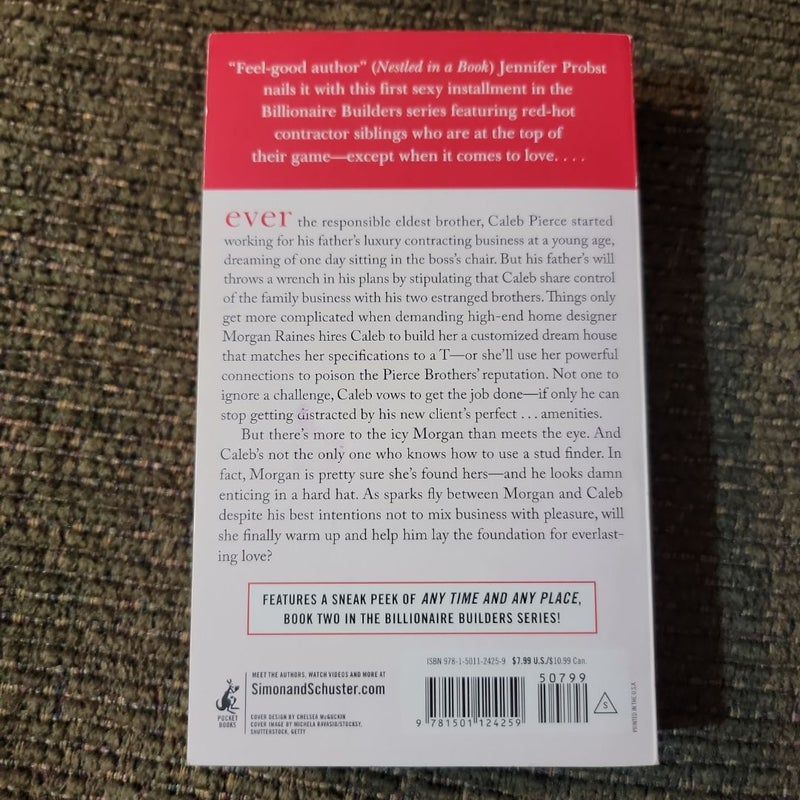 “Feel-good author” (Nestled in a Book) Jennifer Probst
nails it with this first sexy installment in the
Billionaire Builders series featuring red-hot
contractor siblings who are at the top of
their game—except when it comes to love. . . .
ever the responsible eldest brother, Caleb Pierce started
working for his father’s luxury contracting business at a young age,
dreaming of one day sitting in the boss’s chair. But his father’s will
throws a wrench in his plans by stipulating that Caleb share control
of the family business with his two estranged brothers. Things only
get more complicated when demanding high-end home designer
Morgan Raines hires Caleb to build her a customized dream house
that matches her specifications to a T—or she’ll use her powerful
connections to poison the Pierce Brothers’ reputation. Not one to
ignore a challenge, Caleb vows to get the job done—if only he can
stop getting distracted by his new client’s perfect . . . amenities.
But there’s more to the icy Morgan than meets the eye. And
Caleb’s not the only one who knows how to use a stud finder. In
fact, Morgan is pretty sure she’s found hers—and he looks damn
enticing in a hard hat. As sparks fly between Morgan and Caleb
despite his best intentions not to mix business with pleasure, will
she finally warm up and help him lay the foundation for everlast-
ing love?
FEATURES A SNEAK PEEK OF ANY TIME AND ANY PLACE,
BOOK TWO IN THE BILLIONAIRE BUILDERS SERIES!
MEET THE AUTHORS, WATCH VIDEOS AND MORE AT
SimonandSchuster.com
POCKET
BOOKS
COVER DESIGN BY CHELSEA McGUCKIN
COVER IMAGE BY MICHELA RAVASIO/STOCKSY,
SHUTTERSTOCK, GETTY
ISBN 978-1-5011-2425-9 $7.99 U.S./$10.99 Can.
50799
9 781501 124259
S
PRINTED IN THE U.S.A.